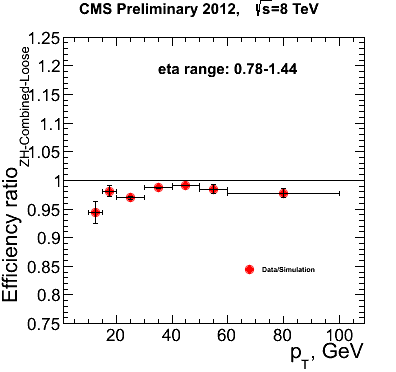 CMS Preliminary 2012, √s=8 TeV
eta range: 0.78-1.44
Efficiency ratio ZH-Combined-Loose
1.25
1.2
1.15
1.1
1.05
1
0.95
0.9
0.85
0.8
0.75
Data/Simulation
20 40 60 80 100
pT, GeV